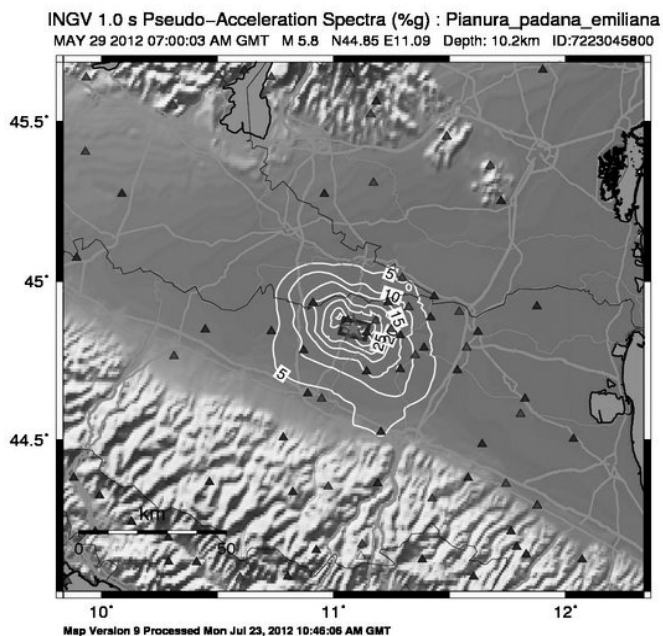 INGV 1.0 s Pseudo-Acceleration Spectra (%g) : Pianura_padana_emiliana
MAY 29 2012 07:00:03 AM GMT M 5.8 N44.85 E11.09 Depth: 10.2km ID:7223045800
45.5˚
45˚
44.5˚
5
10
15
25
5
km
0 50
10˚ 11˚ 12˚
Map Version 9 Processed Mon Jul 23, 2012 10:46:06 AM GMT